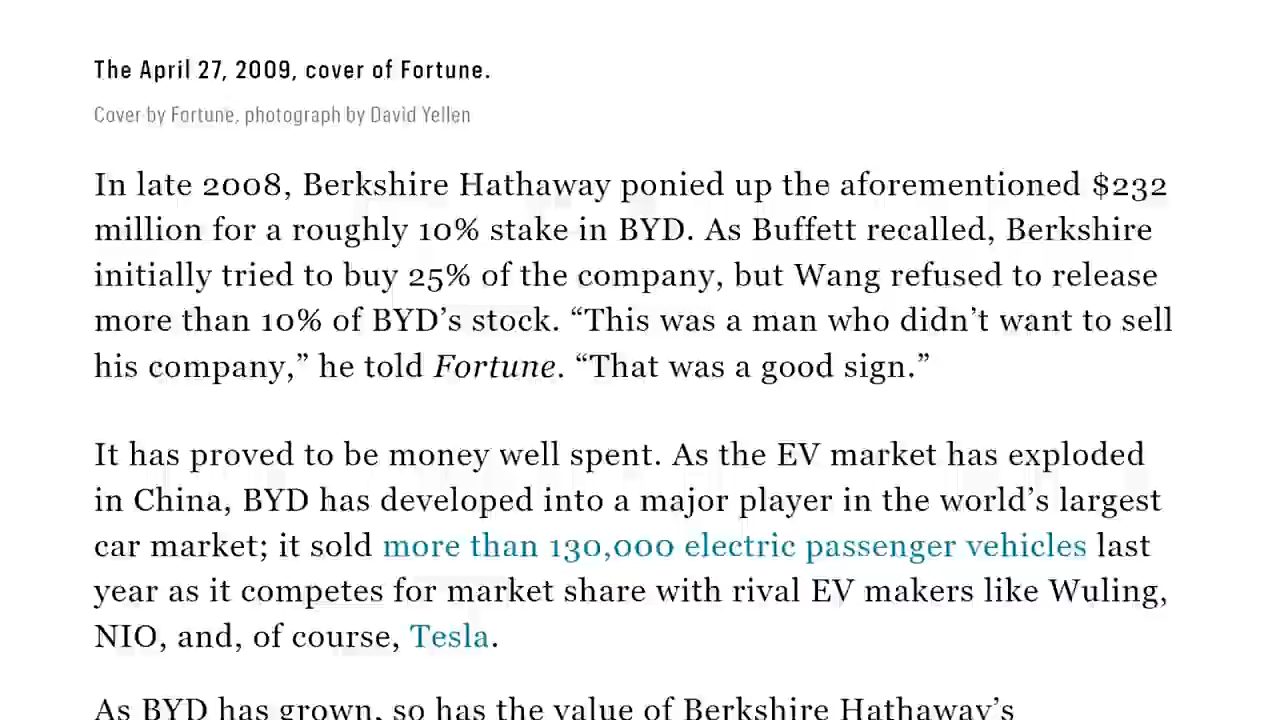 The April 27, 2009, cover of Fortune.
Cover by Fortune, photograph by David Yellen
In late 2008, Berkshire Hathaway ponied up the aforementioned $232
million for a roughly 10% stake in BYD. As Buffett recalled, Berkshire
initially tried to buy 25% of the company, but Wang refused to release
more than 10% of BYD’s stock. “This was a man who didn’t want to sell
his company,” he told Fortune. “That was a good sign.”
It has proved to be money well spent. As the EV market has exploded
in China, BYD has developed into a major player in the world’s largest
car market; it sold more than 130,000 electric passenger vehicles last
year as it competes for market share with rival EV makers like Wuling,
NIO, and, of course, Tesla.
As BYD has grown, so has the value of Berkshire Hathaway’s